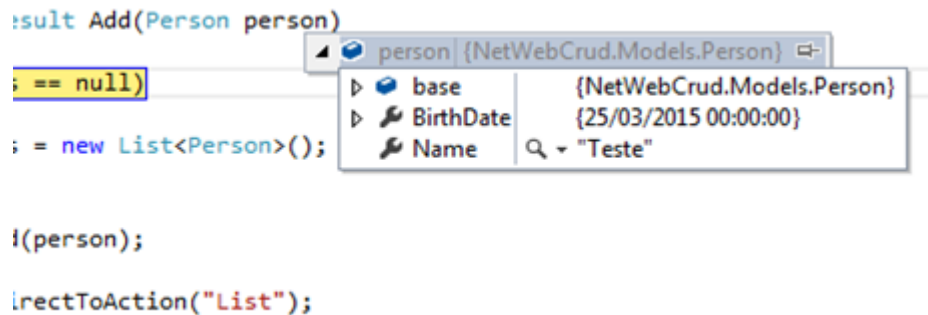 esult Add(Person person)
person {NetWebCrud.Models.Person}
s == null)
base {NetWebCrud.Models.Person}
BirthDate {25/03/2015 00:00:00}
s = new List<Person>();
Name "Teste"
d(person);
irectToAction("List");